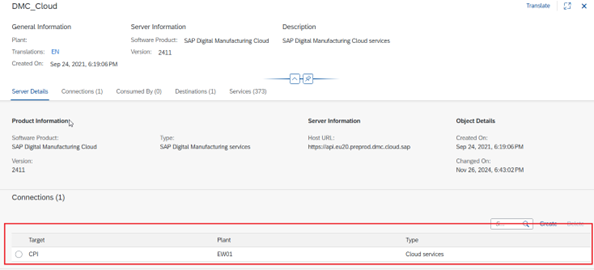 DMC_Cloud
Translate
General Information
Server Information
Description
Plant:
Software Product: SAP Digital Manufacturing Cloud
SAP Digital Manufacturing Cloud services
Translations: EN
Version: 2411
Created On: Sep 24, 2021, 6:19:06 PM
Server Details Connections (1) Consumed By (0) Destinations (1) Services (373)
Product Information
Server Information
Object Details
Software Product:
Type:
Host URL:
Created On:
SAP Digital Manufacturing Cloud
SAP Digital Manufacturing services
https://api.eu20.preprod.dmc.cloud.sap
Sep 24, 2021, 6:19:06 PM
Version:
Changed On:
2411
Nov 26, 2024, 6:43:02 PM
Connections (1)
Create Delete
Target Plant Type
CPI EW01 Cloud services